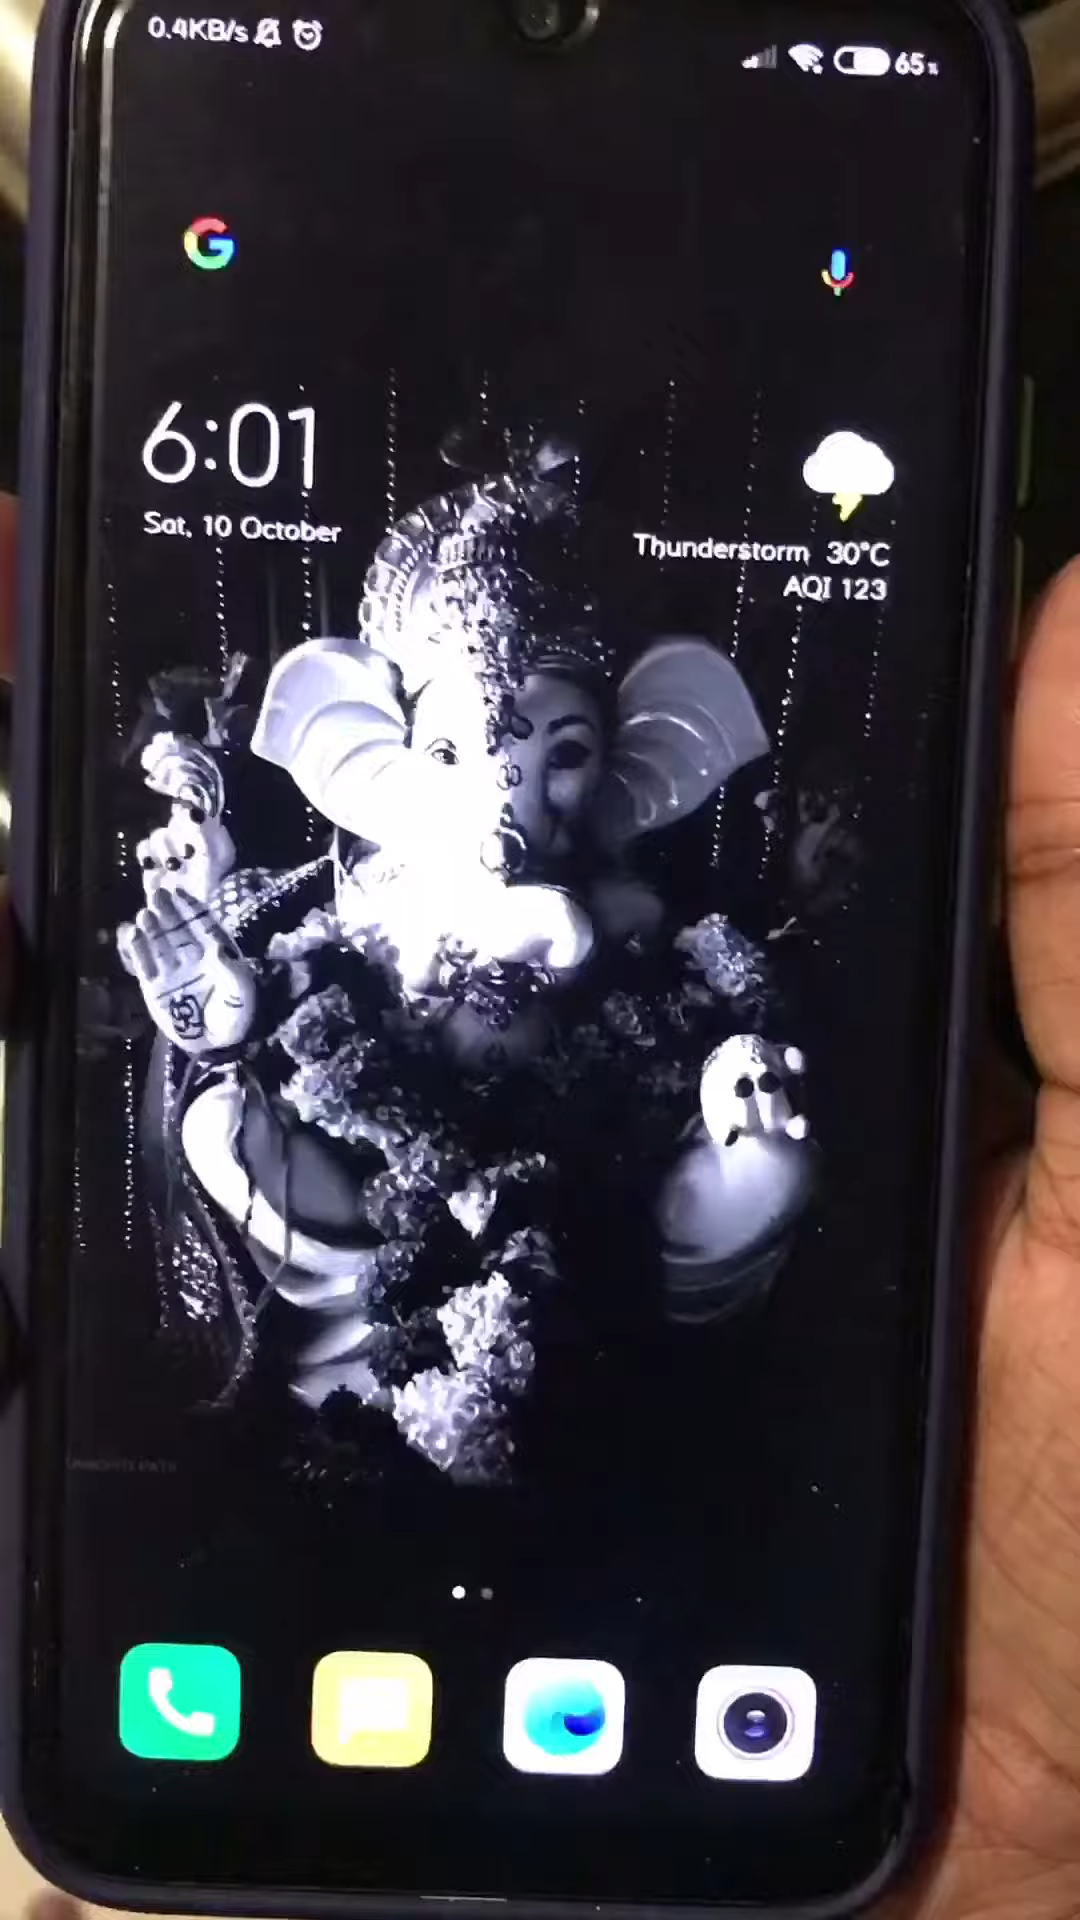 0.4KB/s
65%
6:01
Sat, 10 October
Thunderstorm 30°C
AQI 123